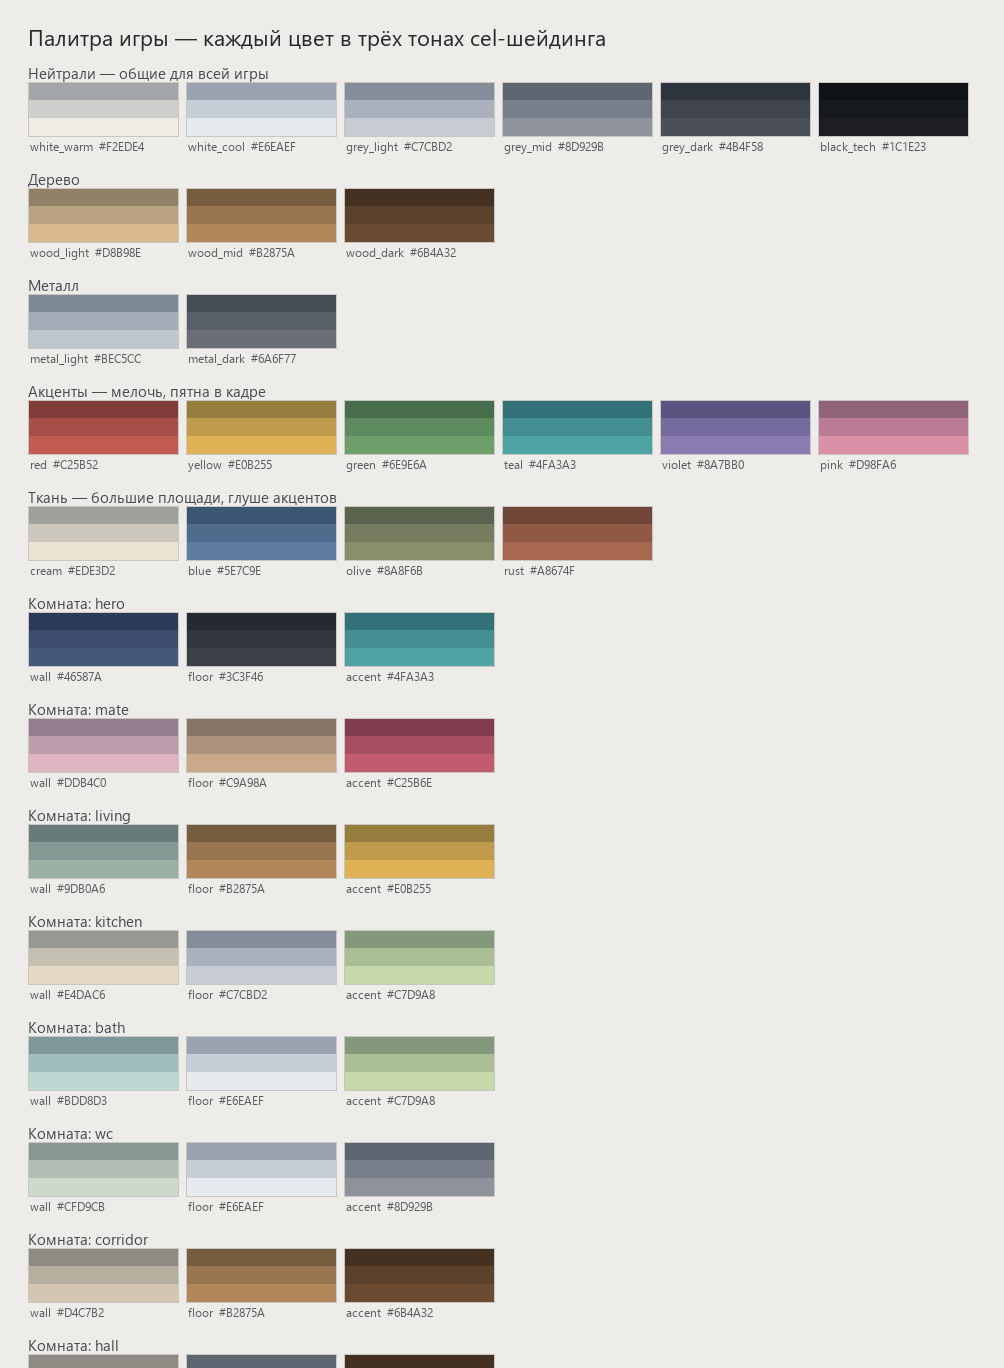 Палитра игры — каждый цвет в трёх тонах cel-шейдинга
Нейтрали — общие для всей игры
white_warm #F2EDE4 white_cool #E6EAEF grey_light #C7CBD2 grey_mid #8D929B grey_dark #4B4F58 black_tech #1C1E23
Дерево
wood_light #D8B98E wood_mid #B2875A wood_dark #6B4A32
Металл
metal_light #BEC5CC metal_dark #6A6F77
Акценты — мелочь, пятна в кадре
red #C25B52 yellow #E0B255 green #6E9E6A teal #4FA3A3 violet #8A7BB0 pink #D98FA6
Ткань — большие площади, глуше акцентов
cream #EDE3D2 blue #5E7C9E olive #8A8F6B rust #A8674F
Комната: hero
wall #46587A floor #3C3F46 accent #4FA3A3
Комната: mate
wall #DDB4C0 floor #C9A98A accent #C25B6E
Комната: living
wall #9DB0A6 floor #B2875A accent #E0B255
Комната: kitchen
wall #E4DAC6 floor #C7CBD2 accent #C7D9A8
Комната: bath
wall #BDD8D3 floor #E6EAEF accent #C7D9A8
Комната: wc
wall #CFD9CB floor #E6EAEF accent #8D929B
Комната: corridor
wall #D4C7B2 floor #B2875A accent #6B4A32
Комната: hall